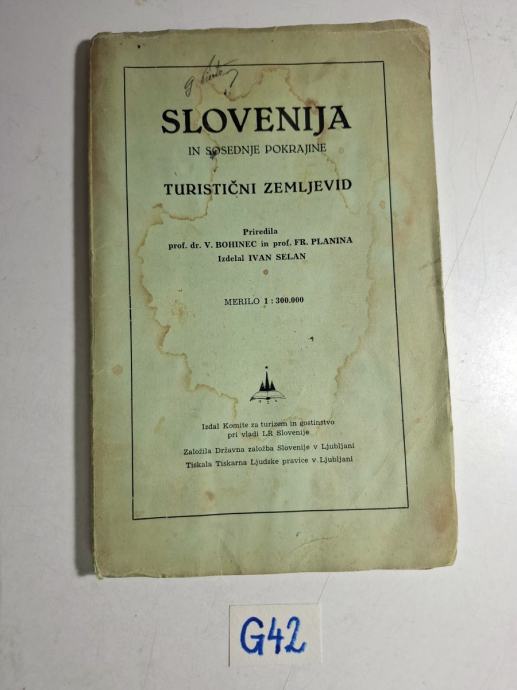 SLOVENIJA
IN SOSEDNJE POKRAJINE
TURISTIČNI ZEMLJEVID
Priredila
prof. dr. V. BOHINEC in prof. FR. PLANINA
Izdelal IVAN SELAN
MERILO 1 : 300.000
Izdal Komite za turizem in gostinstvo
pri vladi LR Slovenije
Založila Državna založba Slovenije v Ljubljani
Tiskala Tiskarna Ljudske pravice v Ljubljani
G42